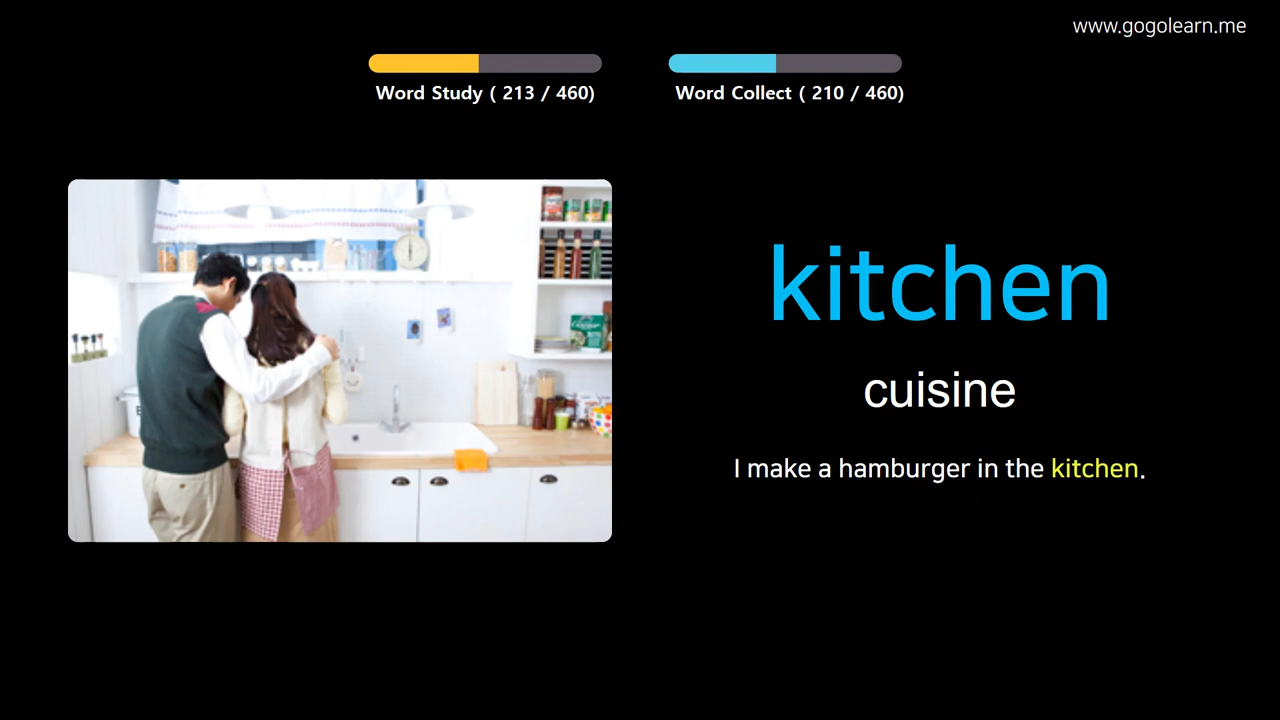 www.gogolearn.me
Word Study ( 213 / 460)
Word Collect ( 210 / 460)
kitchen
cuisine
I make a hamburger in the kitchen.